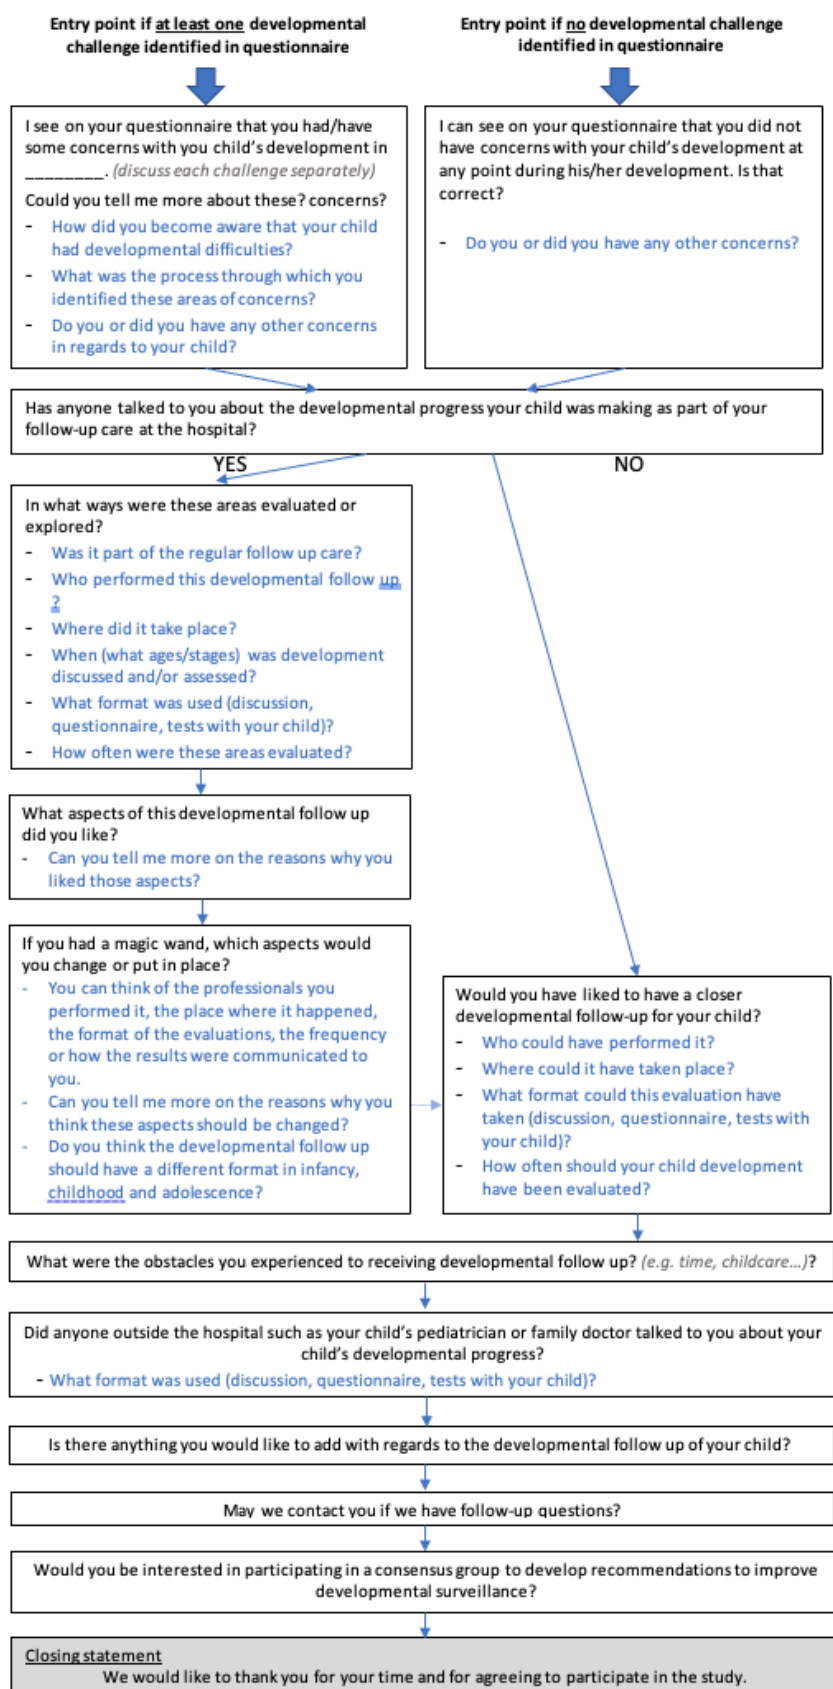 Entry point if at least one developmental
challenge identified in questionnaire
Entry point if no developmental challenge
identified in questionnaire
I see on your questionnaire that you had/have
some concerns with you child's development in
________. (discuss each challenge separately)
Could you tell me more about these? concerns?
- How did you become aware that your child
had developmental difficulties?
- What was the process through which you
identified these areas of concerns?
- Do you or did you have any other concerns
in regards to your child?
I can see on your questionnaire that you did not
have concerns with your child's development at
any point during his/her development. Is that
correct?
- Do you or did you have any other concerns?
Has anyone talked to you about the developmental progress your child was making as part of your
follow-up care at the hospital?
YES
NO
In what ways were these areas evaluated or
explored?
- Was it part of the regular follow up care?
- Who performed this developmental follow up
?
- Where did it take place?
- When (what ages/stages) was development
discussed and/or assessed?
- What format was used (discussion,
questionnaire, tests with your child)?
- How often were these areas evaluated?
What aspects of this developmental follow up
did you like?
- Can you tell me more on the reasons why you
liked those aspects?
If you had a magic wand, which aspects would
you change or put in place?
- You can think of the professionals you
performed it, the place where it happened,
the format of the evaluations, the frequency
or how the results were communicated to
you.
- Can you tell me more on the reasons why you
think these aspects should be changed?
- Do you think the developmental follow up
should have a different format in infancy,
childhood and adolescence?
Would you have liked to have a closer
developmental follow-up for your child?
- Who could have performed it?
- Where could it have taken place?
- What format could this evaluation have
taken (discussion, questionnaire, tests with
your child)?
- How often should your child development
have been evaluated?
What were the obstacles you experienced to receiving developmental follow up? (e.g. time, childcare...)?
Did anyone outside the hospital such as your child's pediatrician or family doctor talked to you about your
child's developmental progress?
- What format was used (discussion, questionnaire, tests with your child)?
Is there anything you would like to add with regards to the developmental follow up of your child?
May we contact you if we have follow-up questions?
Would you be interested in participating in a consensus group to develop recommendations to improve
developmental surveillance?
Closing statement
We would like to thank you for your time and for agreeing to participate in the study.